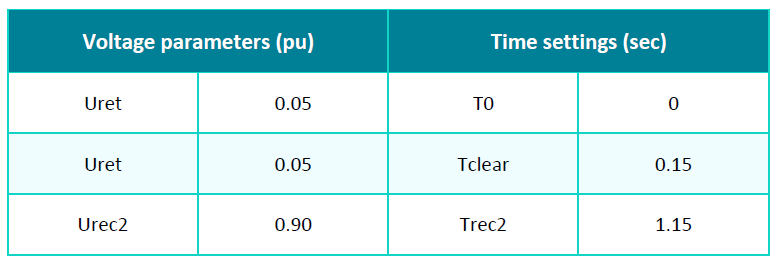 Voltage parameters (pu) Time settings (sec)
Uret 0.05 T0 0
Uret 0.05 Tclear 0.15
Urec2 0.90 Trec2 1.15